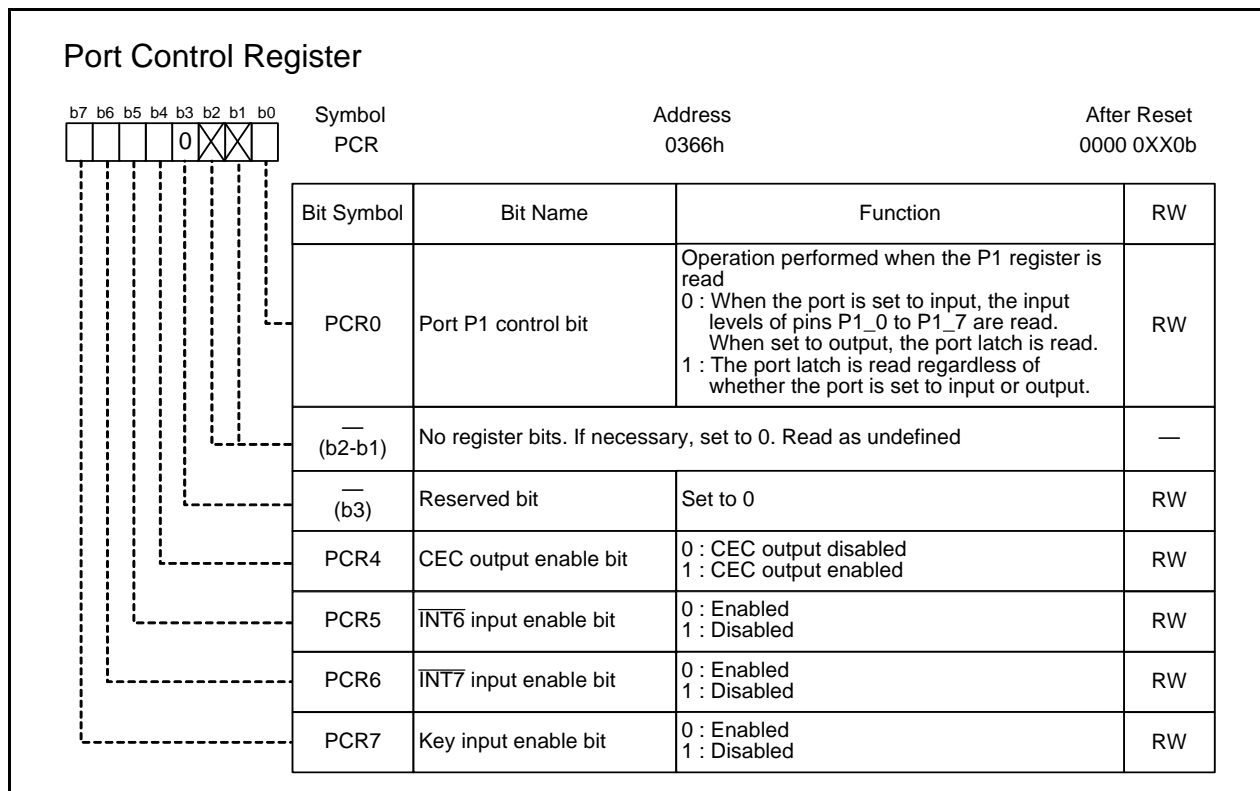 Port Control Register
b7 b6 b5 b4 b3 b2 b1 b0
Symbol Address After Reset
0
PCR 0366h 0000 0XX0b
Bit Symbol Bit Name Function RW
PCR0 Port P1 control bit
Operation performed when the P1 register is
read
0 : When the port is set to input, the input
levels of pins P1_0 to P1_7 are read.
When set to output, the port latch is read.
1 : The port latch is read regardless of
whether the port is set to input or output.
RW
—
(b2-b1)
No register bits. If necessary, set to 0. Read as undefined
—
—
(b3)
Reserved bit Set to 0 RW
PCR4 CEC output enable bit
0 : CEC output disabled
1 : CEC output enabled
RW
PCR5 I̅N̅T̅6̅ input enable bit
0 : Enabled
1 : Disabled
RW
PCR6 I̅N̅T̅7̅ input enable bit
0 : Enabled
1 : Disabled
RW
PCR7 Key input enable bit
0 : Enabled
1 : Disabled
RW